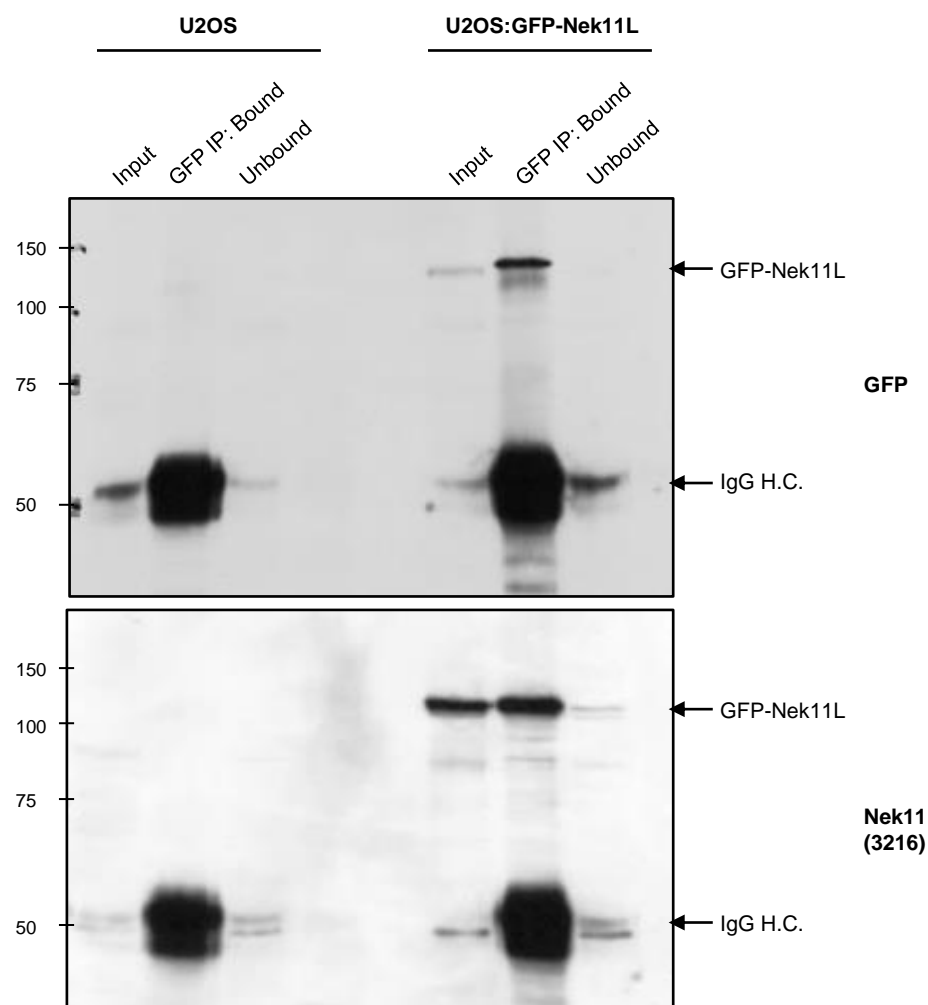 U2OS
U2OS:GFP-Nek11L
Input
GFP IP: Bound
Unbound
Input
GFP IP: Bound
Unbound
150
100
75
50
GFP-Nek11L
IgG H.C.
GFP
150
100
75
50
GFP-Nek11L
IgG H.C.
Nek11
(3216)